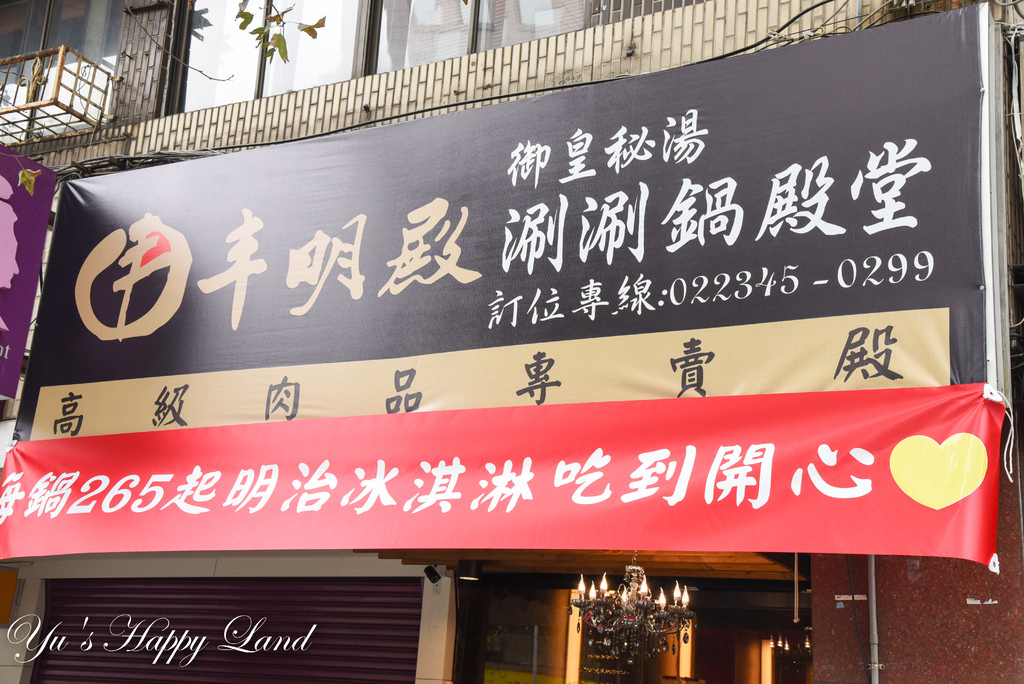 御皇秘湯
丰明殿
涮涮鍋殿堂
訂位專線:022345-0299
高級肉品專賣殿
每鍋265起明治冰淇淋吃到開心
Yu's Happy Land